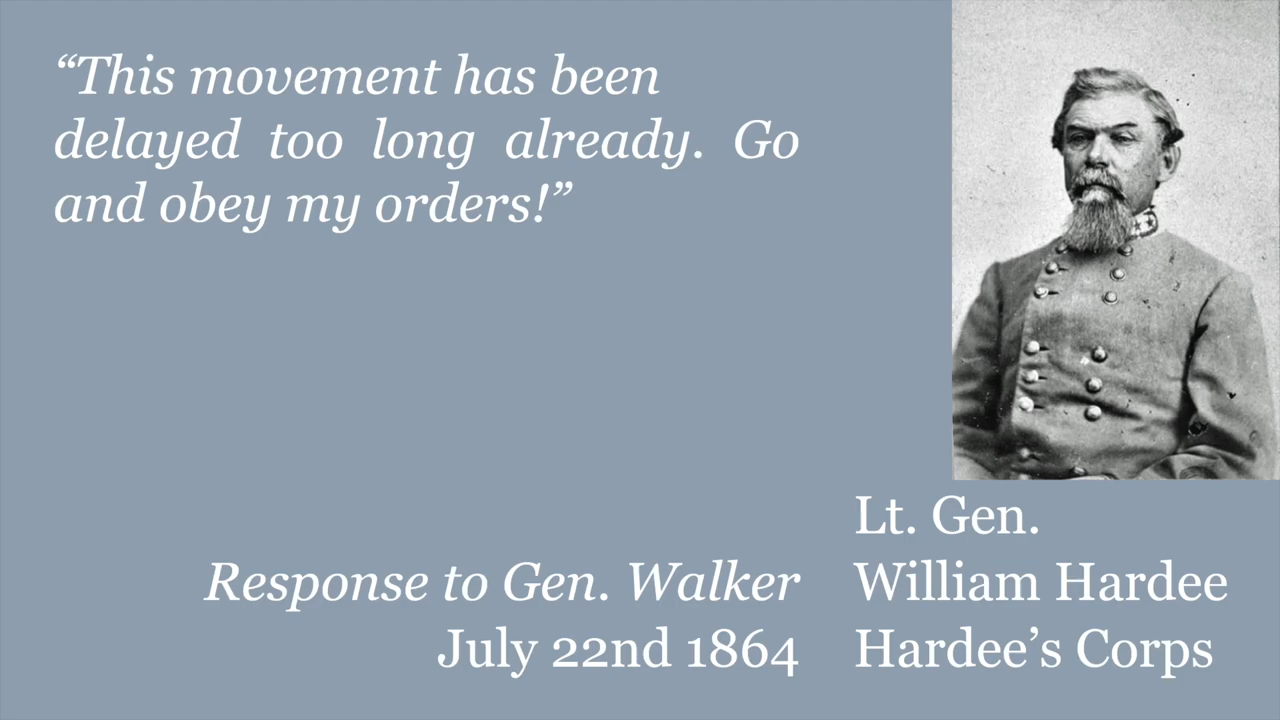 “This movement has been
delayed too long already. Go
and obey my orders!”
Response to Gen. Walker
July 22nd 1864
Lt. Gen.
William Hardee
Hardee’s Corps